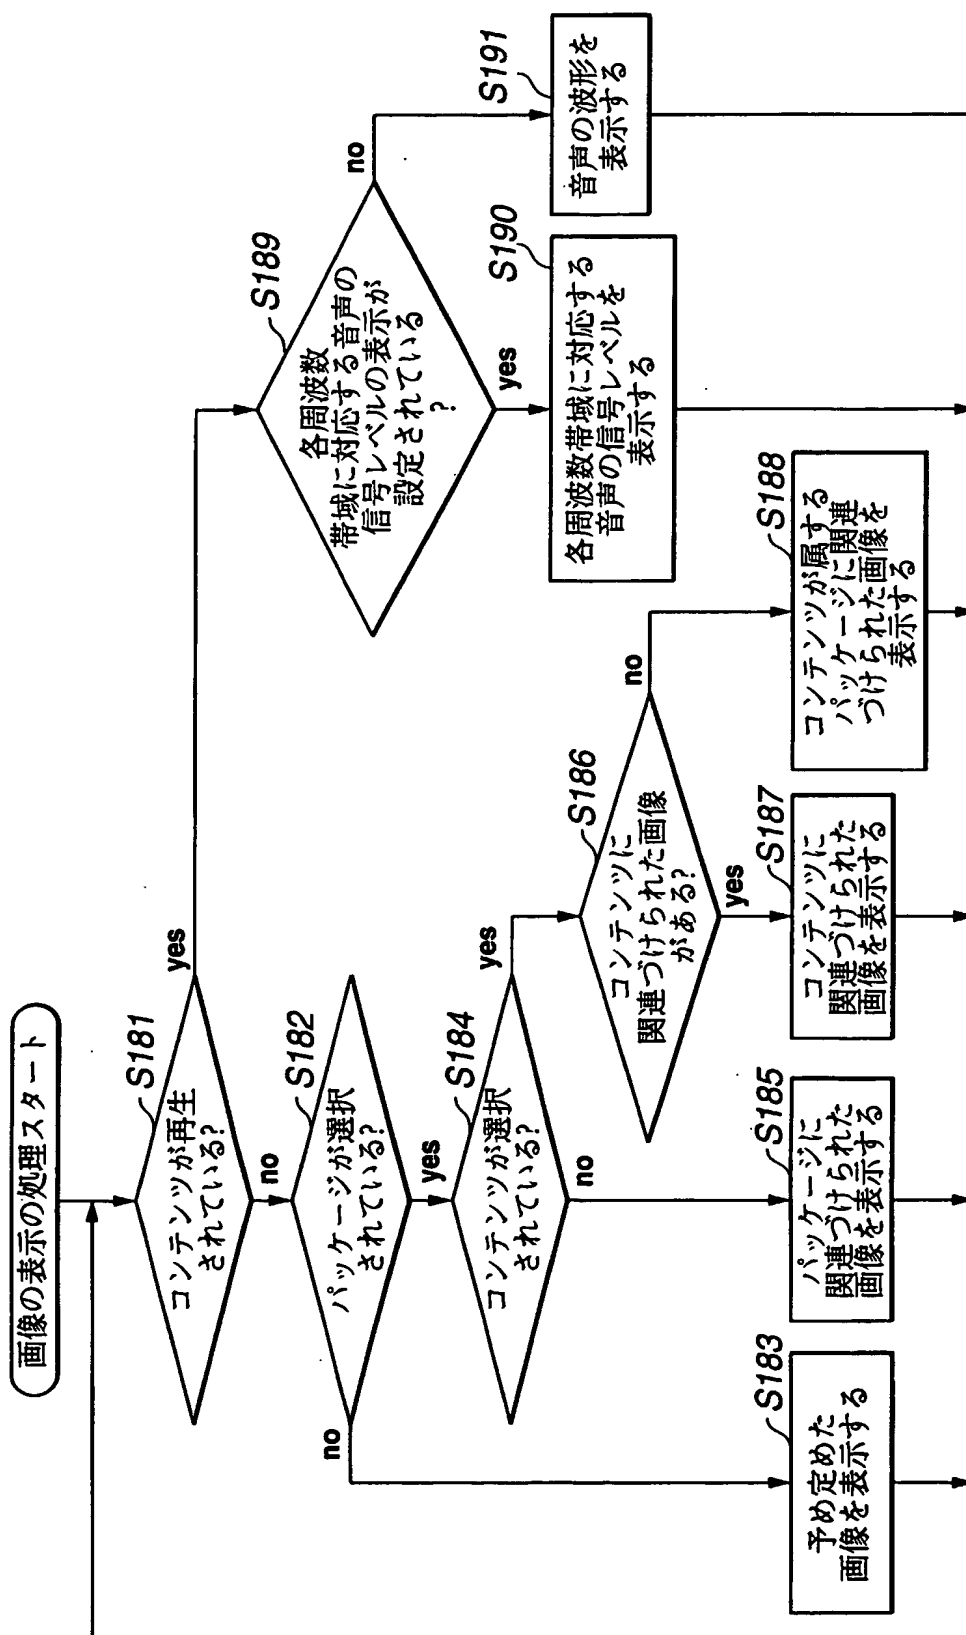 画像の表示の処理スタート
S181
コンテンツが再生
されている?
yes
no
S182
パッケージが選択
されている?
no
yes
S184
コンテンツが選択
されている?
yes
no
S183
予め定めた
画像を表示する
S185
パッケージに
関連づけられた
画像を表示する
S186
コンテンツに
関連づけられた画像
がある?
yes
no
S187
コンテンツに
関連づけられた
画像を表示する
S188
コンテンツが属する
パッケージに関連
づけられた画像を
表示する
S189
各周波数
帯域に対応する音声の
信号レベルの表示が
設定されている
?
yes
no
S190
各周波数帯域に対応する
音声の信号レベルを
表示する
S191
音声の波形を
表示する